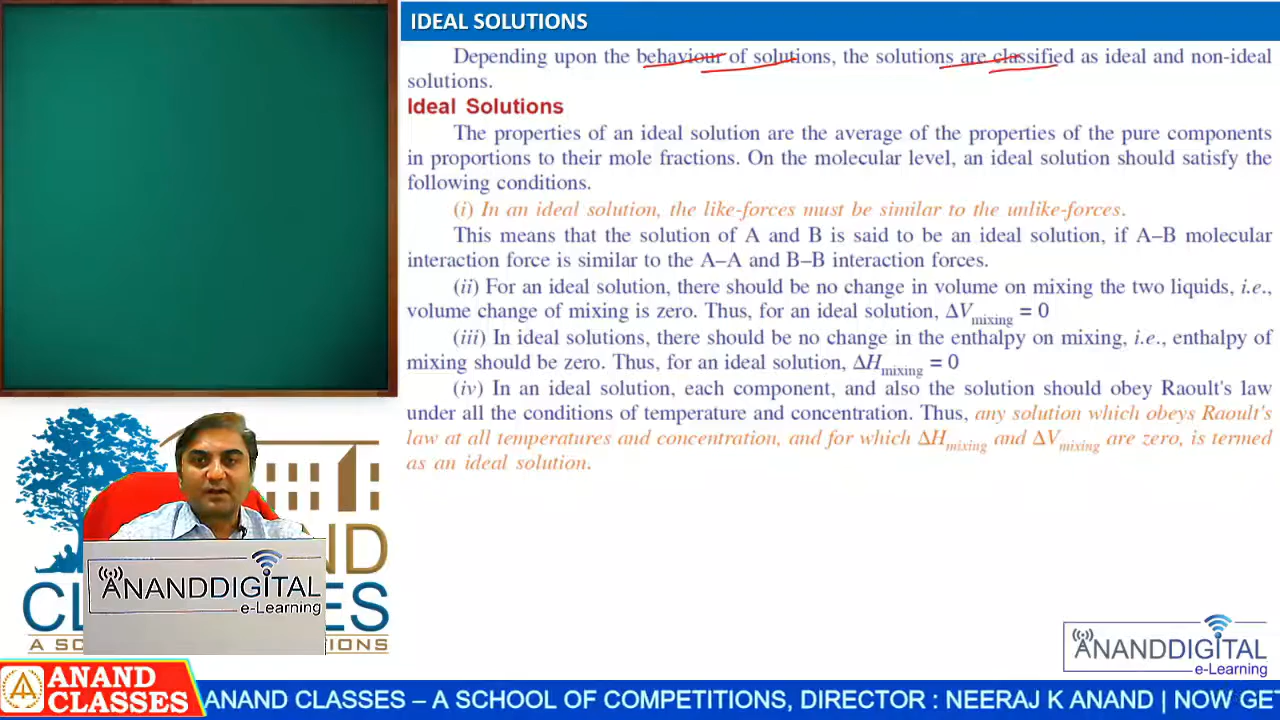 IDEAL SOLUTIONS
Depending upon the behaviour of solutions, the solutions are classified as ideal and non-ideal
solutions.
Ideal Solutions
The properties of an ideal solution are the average of the properties of the pure components
in proportions to their mole fractions. On the molecular level, an ideal solution should satisfy the
following conditions.
(i) In an ideal solution, the like-forces must be similar to the unlike-forces.
This means that the solution of A and B is said to be an ideal solution, if A–B molecular
interaction force is similar to the A–A and B–B interaction forces.
(ii) For an ideal solution, there should be no change in volume on mixing the two liquids, i.e.,
volume change of mixing is zero. Thus, for an ideal solution, ΔVmixing = 0
(iii) In ideal solutions, there should be no change in the enthalpy on mixing, i.e., enthalpy of
mixing should be zero. Thus, for an ideal solution, ΔHmixing = 0
(iv) In an ideal solution, each component, and also the solution should obey Raoult's law
under all the conditions of temperature and concentration. Thus, any solution which obeys Raoult's
law at all temperatures and concentration, and for which ΔHmixing and ΔVmixing are zero, is termed
as an ideal solution.
ND
ANANDDIGITAL
e-Learning
CL ES
A SC TIONS
ANANDDIGITAL
e-Learning
ANAND
CLASSES
ANAND CLASSES – A SCHOOL OF COMPETITIONS, DIRECTOR : NEERAJ K ANAND | NOW GE